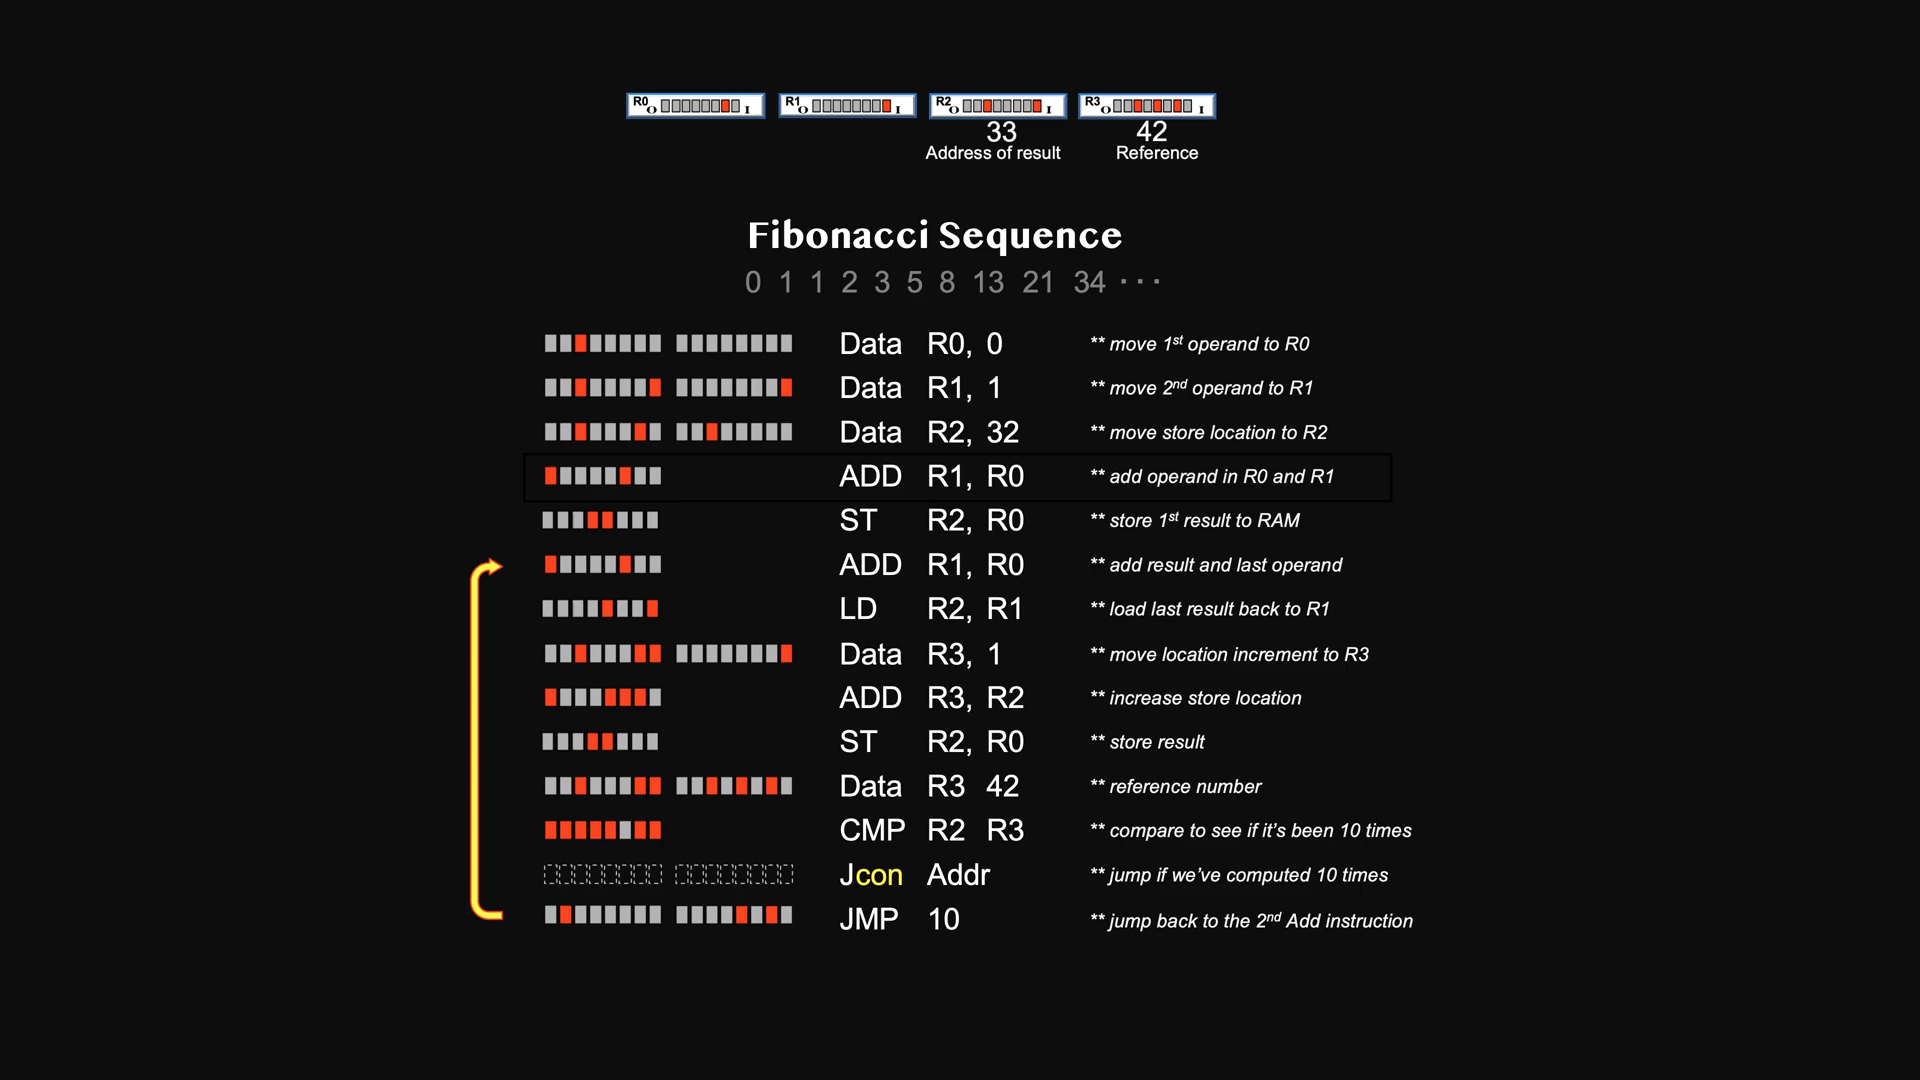 R0 O I R1 O I R2 O I R3 O I
33 42
Address of result Reference
Fibonacci Sequence
0 1 1 2 3 5 8 13 21 34 ···
Data R0, 0 ** move 1st operand to R0
Data R1, 1 ** move 2nd operand to R1
Data R2, 32 ** move store location to R2
ADD R1, R0 ** add operand in R0 and R1
ST R2, R0 ** store 1st result to RAM
ADD R1, R0 ** add result and last operand
LD R2, R1 ** load last result back to R1
Data R3, 1 ** move location increment to R3
ADD R3, R2 ** increase store location
ST R2, R0 ** store result
Data R3 42 ** reference number
CMP R2 R3 ** compare to see if it's been 10 times
Jcon Addr ** jump if we've computed 10 times
JMP 10 ** jump back to the 2nd Add instruction